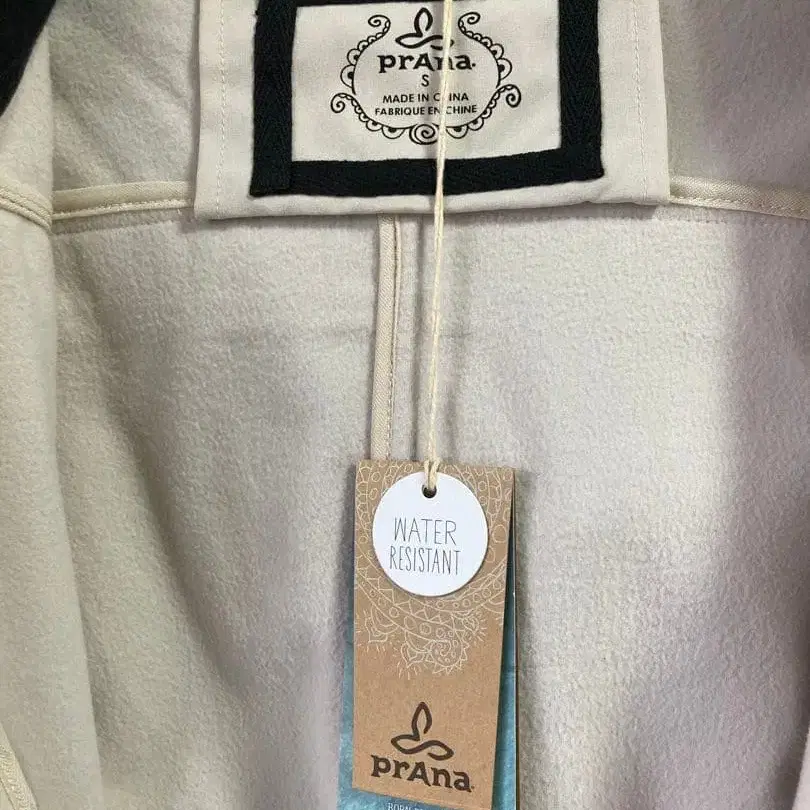 prAna
S
MADE IN CHINA
FABRIQUE EN CHINE
WATER
RESISTANT
prAna